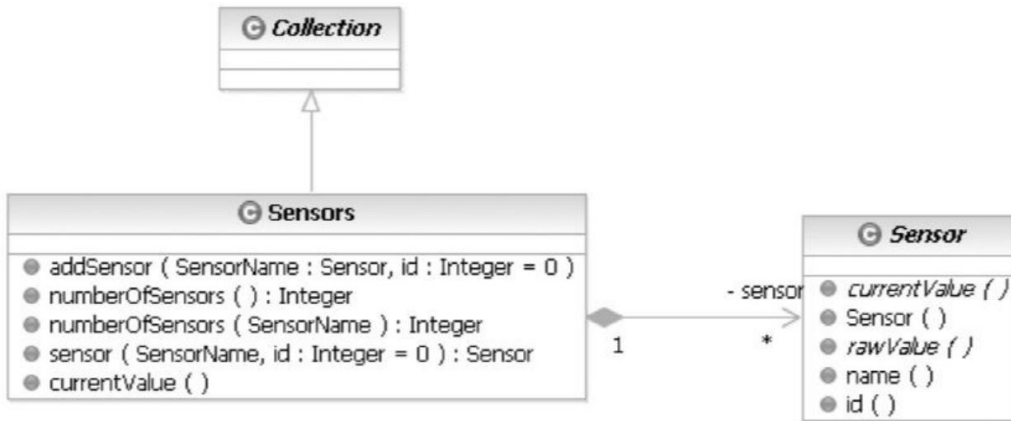 C Collection
C Sensors
addSensor ( SensorName : Sensor, id : Integer = 0 )
numberOfSensors ( ) : Integer
numberOfSensors ( SensorName ) : Integer
sensor ( SensorName, id : Integer = 0 ) : Sensor
currentValue ( )
- sensor
1
*
C Sensor
currentValue ( )
Sensor ( )
rawValue ( )
name ( )
id ( )